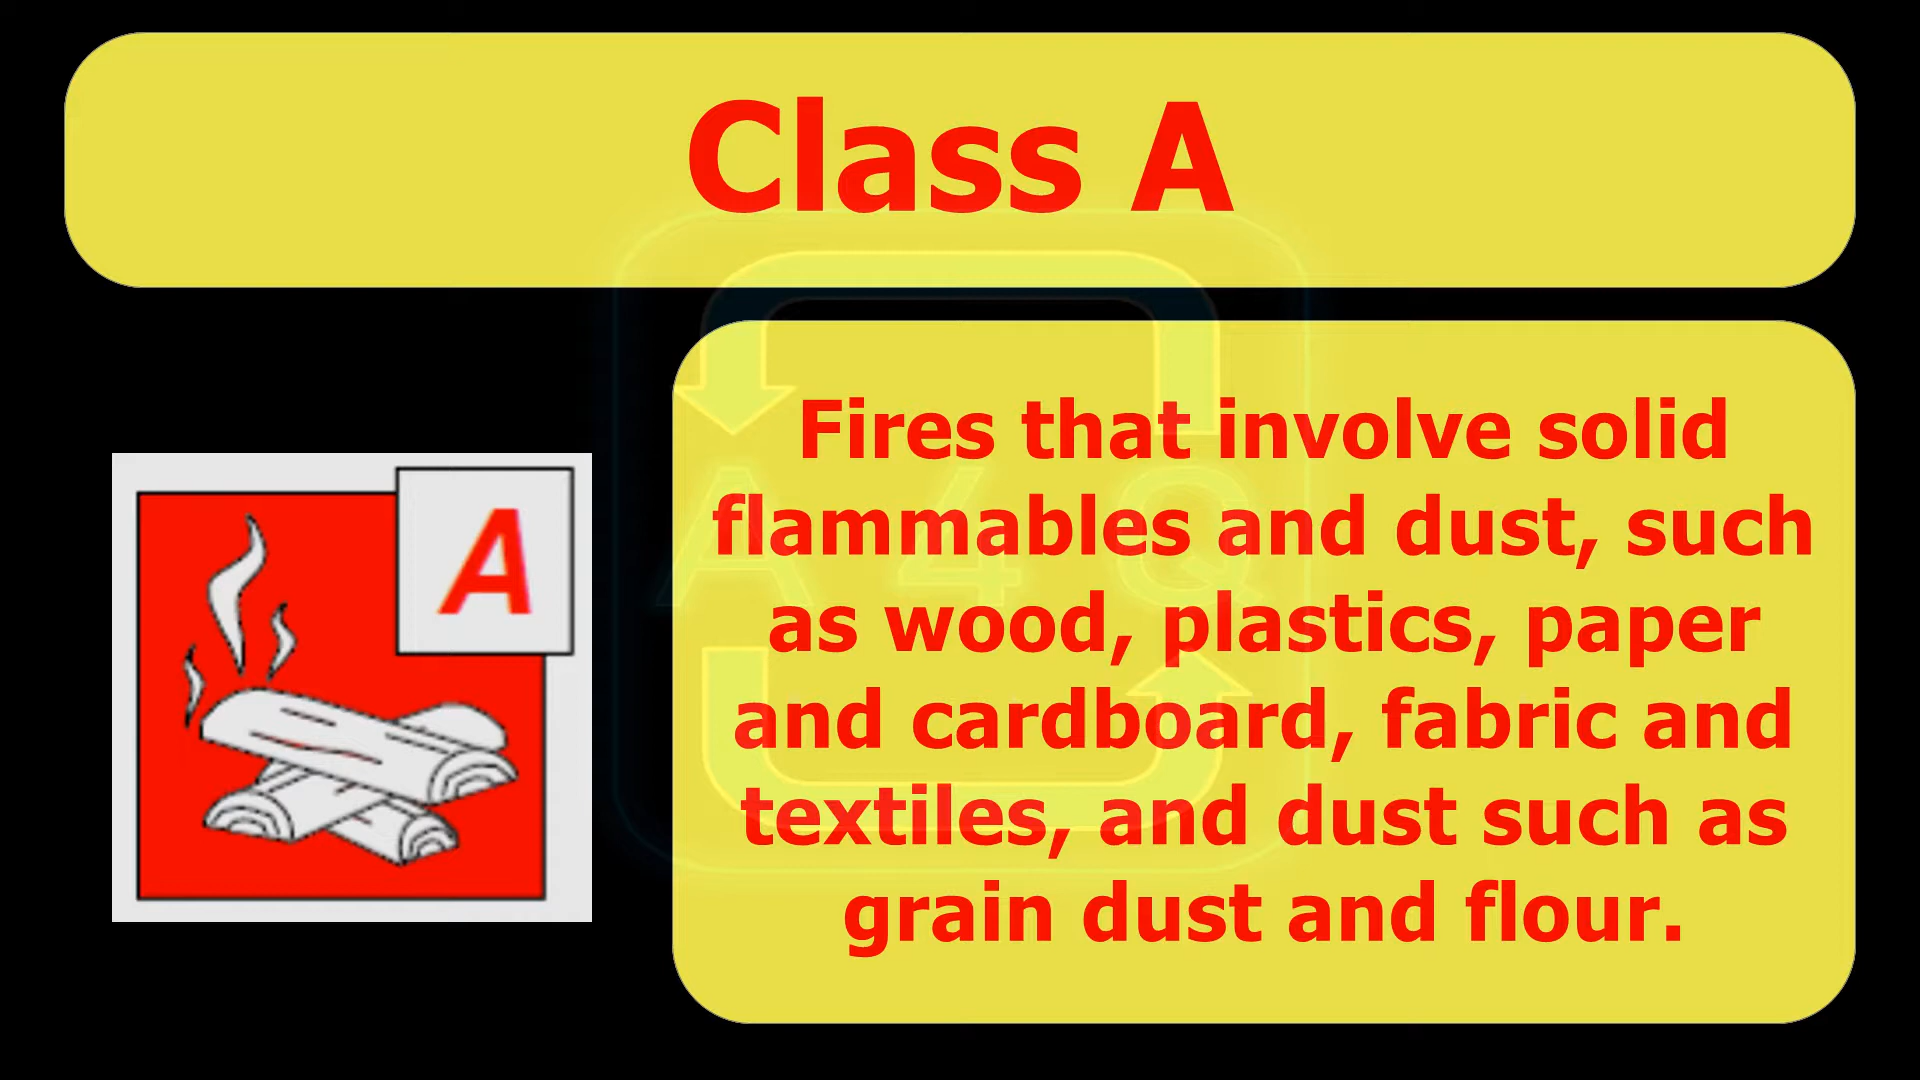 Class A
A
Fires that involve solid
flammables and dust, such
as wood, plastics, paper
and cardboard, fabric and
textiles, and dust such as
grain dust and flour.
A 4 Q